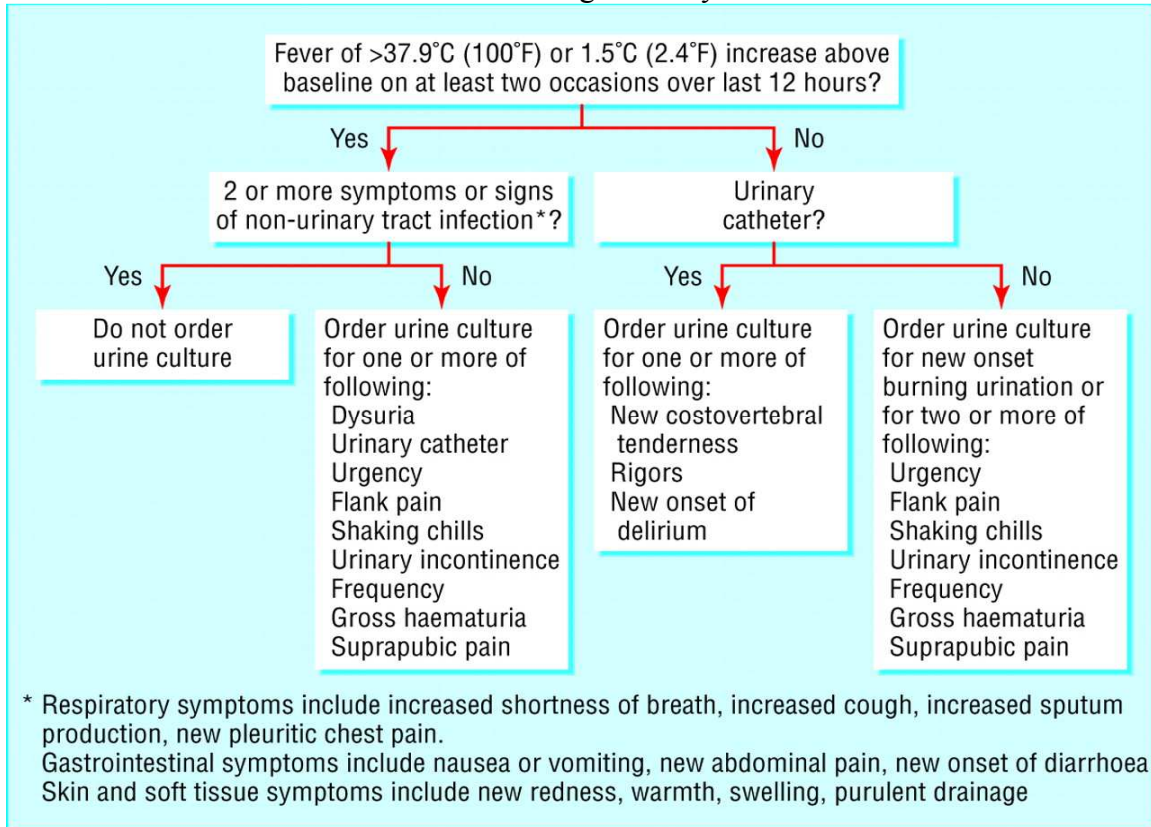 Fever of >37.9°C (100°F) or 1.5°C (2.4°F) increase above
baseline on at least two occasions over last 12 hours?
Yes
No
2 or more symptoms or signs
of non-urinary tract infection*?
Urinary
catheter?
Yes
No
Yes
No
Do not order
urine culture
Order urine culture
for one or more of
following:
Dysuria
Urinary catheter
Urgency
Flank pain
Shaking chills
Urinary incontinence
Frequency
Gross haematuria
Suprapubic pain
Order urine culture
for one or more of
following:
New costovertebral
tenderness
Rigors
New onset of
delirium
Order urine culture
for new onset
burning urination or
for two or more of
following:
Urgency
Flank pain
Shaking chills
Urinary incontinence
Frequency
Gross haematuria
Suprapubic pain
* Respiratory symptoms include increased shortness of breath, increased cough, increased sputum
production, new pleuritic chest pain.
Gastrointestinal symptoms include nausea or vomiting, new abdominal pain, new onset of diarrhoea
Skin and soft tissue symptoms include new redness, warmth, swelling, purulent drainage